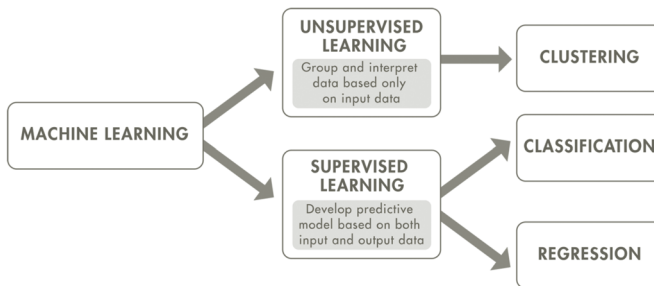 MACHINE LEARNING
UNSUPERVISED
LEARNING
Group and interpret
data based only
on input data
CLUSTERING
SUPERVISED
LEARNING
Develop predictive
model based on both
input and output data
CLASSIFICATION
REGRESSION